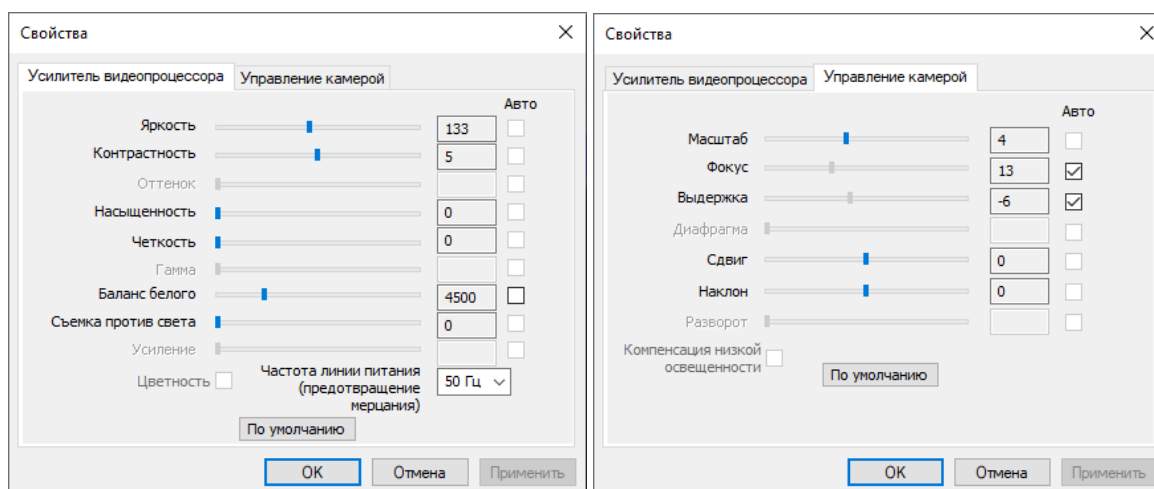 Свойства
Усилитель видеопроцессора Управление камерой
Авто
Яркость 133
Контрастность 5
Оттенок
Насыщенность 0
Четкость 0
Гамма
Баланс белого 4500
Съемка против света 0
Усиление
Цветность
Частота линии питания
(предотвращение
мерцания)
50 Гц
По умолчанию
OK Отмена Применить
Свойства
Усилитель видеопроцессора Управление камерой
Авто
Масштаб 4
Фокус 13
Выдержка -6
Диафрагма
Сдвиг 0
Наклон 0
Разворот
Компенсация низкой
освещенности
По умолчанию
OK Отмена Применить